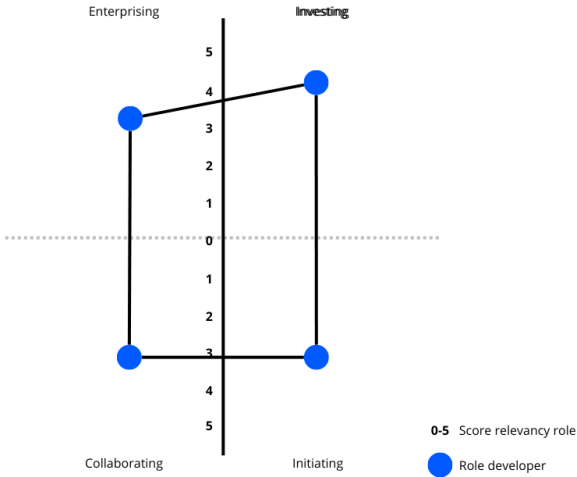 Enterprising
Investing
5
4
3
2
1
0
1
2
3
4
5
0-5 Score relevancy role
Collaborating
Initiating
Role developer